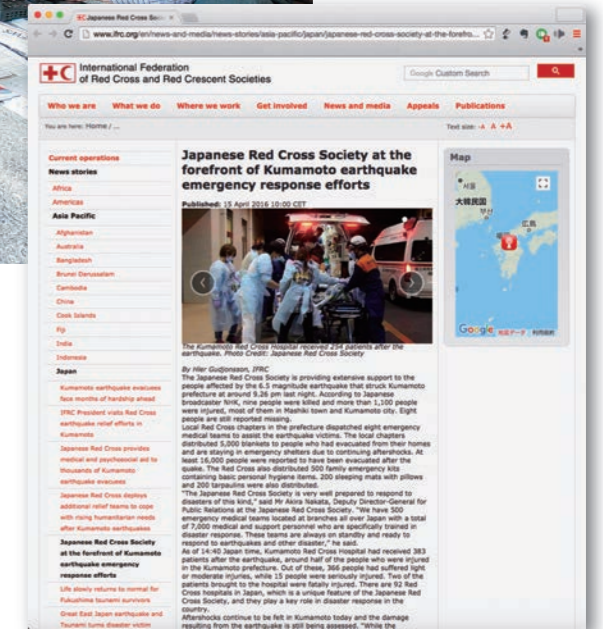 Japanese Red Cross Soci
www.ifrc.org/en/news-and-media/news-stories/asia-pacific/japan/japanese-red-cross-society-at-the-forefro...
International Federation
of Red Cross and Red Crescent Societies
Google Custom Search
Who we are What we do Where we work Get involved News and media Appeals Publications
You are here: Home / ...
Text size: -A A +A
Current operations
News stories
Africa
Americas
Asia Pacific
Afghanistan
Australia
Bangladesh
Brunei Derussalam
Cambodia
China
Cook Islands
Fiji
India
Indonesia
Japan
Kumamoto earthquake evacuees
face months of hardship ahead
IFRC President visits Red Cross
earthquake relief efforts in
Kumamoto
Japanese Red Cross provides
medical and psychosocial aid to
thousands of Kumamoto
earthquake evacuees
Japanese Red Cross deploys
additional relief teams to cope
with rising humanitarian needs
after Kumamoto earthquakes
Japanese Red Cross Society
at the forefront of Kumamoto
earthquake emergency
response efforts
Life slowly returns to normal for
Fukushima tsunami survivors
Great East Japan earthquake and
Tsunami turns disaster victim
Japanese Red Cross Society at the
forefront of Kumamoto earthquake
emergency response efforts
Published: 15 April 2016 10:00 CET
The Kumamoto Red Cross Hospital received 254 patients after the
earthquake. Photo Credit: Japanese Red Cross Society
By Hler Gudjonsson, IFRC
The Japanese Red Cross Society is providing extensive support to the
people affected by the 6.5 magnitude earthquake that struck Kumamoto
prefecture at around 9.26 pm last night. According to Japanese
broadcaster NHK, nine people were killed and more than 1,100 people
were injured, most of them in Mashiki town and Kumamoto city. Eight
people are still reported missing.
Local Red Cross chapters in the prefecture dispatched eight emergency
medical teams to assist the earthquake victims. The local chapters
distributed 5,000 blankets to people who had evacuated from their homes
and are staying in emergency shelters due to continuing aftershocks. At
least 16,000 people were reported to have been evacuated after the
quake. The Red Cross also distributed 500 family emergency kits
containing basic personal hygiene items. 200 sleeping mats with pillows
and 200 tarpaulins were also distributed.
"The Japanese Red Cross Society is very well prepared to respond to
disasters of this kind," said Mr Akira Nakata, Deputy Director-General for
Public Relations at the Japanese Red Cross Society. "We have 500
emergency medical teams located at branches all over Japan with a total
of 7,000 medical and support personnel who are specifically trained in
disaster response. These teams are always on standby and ready to
respond to earthquakes and other disaster," he said.
As of 14:40 Japan time, Kumamoto Red Cross Hospital had received 383
patients after the earthquake, around half of the people who were injured
in the Kumamoto prefecture. Out of these, 366 people had suffered light
or moderate injuries, while 15 people were seriously injured. Two of the
patients brought to the hospital were fatally injured. There are 92 Red
Cross hospitals in Japan, which is a unique feature of the Japanese Red
Cross Society, and they play a key role in disaster response in the
country.
Aftershocks continue to be felt in Kumamoto today and the damage
resulting from the earthquake is still being assessed. "While the
Map
서울
大韓民国
부산
広島
Google 地図データ 利用規約